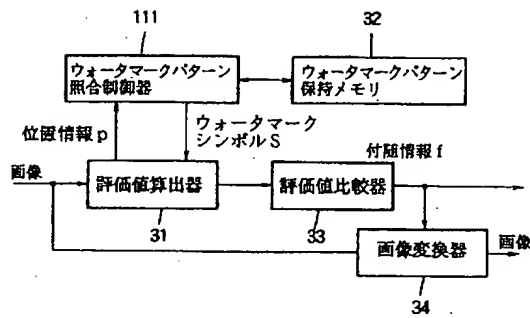 111
32
ウォータマークパターン
照合制御器
ウォータマークパターン
保持メモリ
位置情報p
ウォータマーク
シンボルS
付随情報f
画像
評価値算出器
評価値比較器
31
33
画像変換器
画像
34